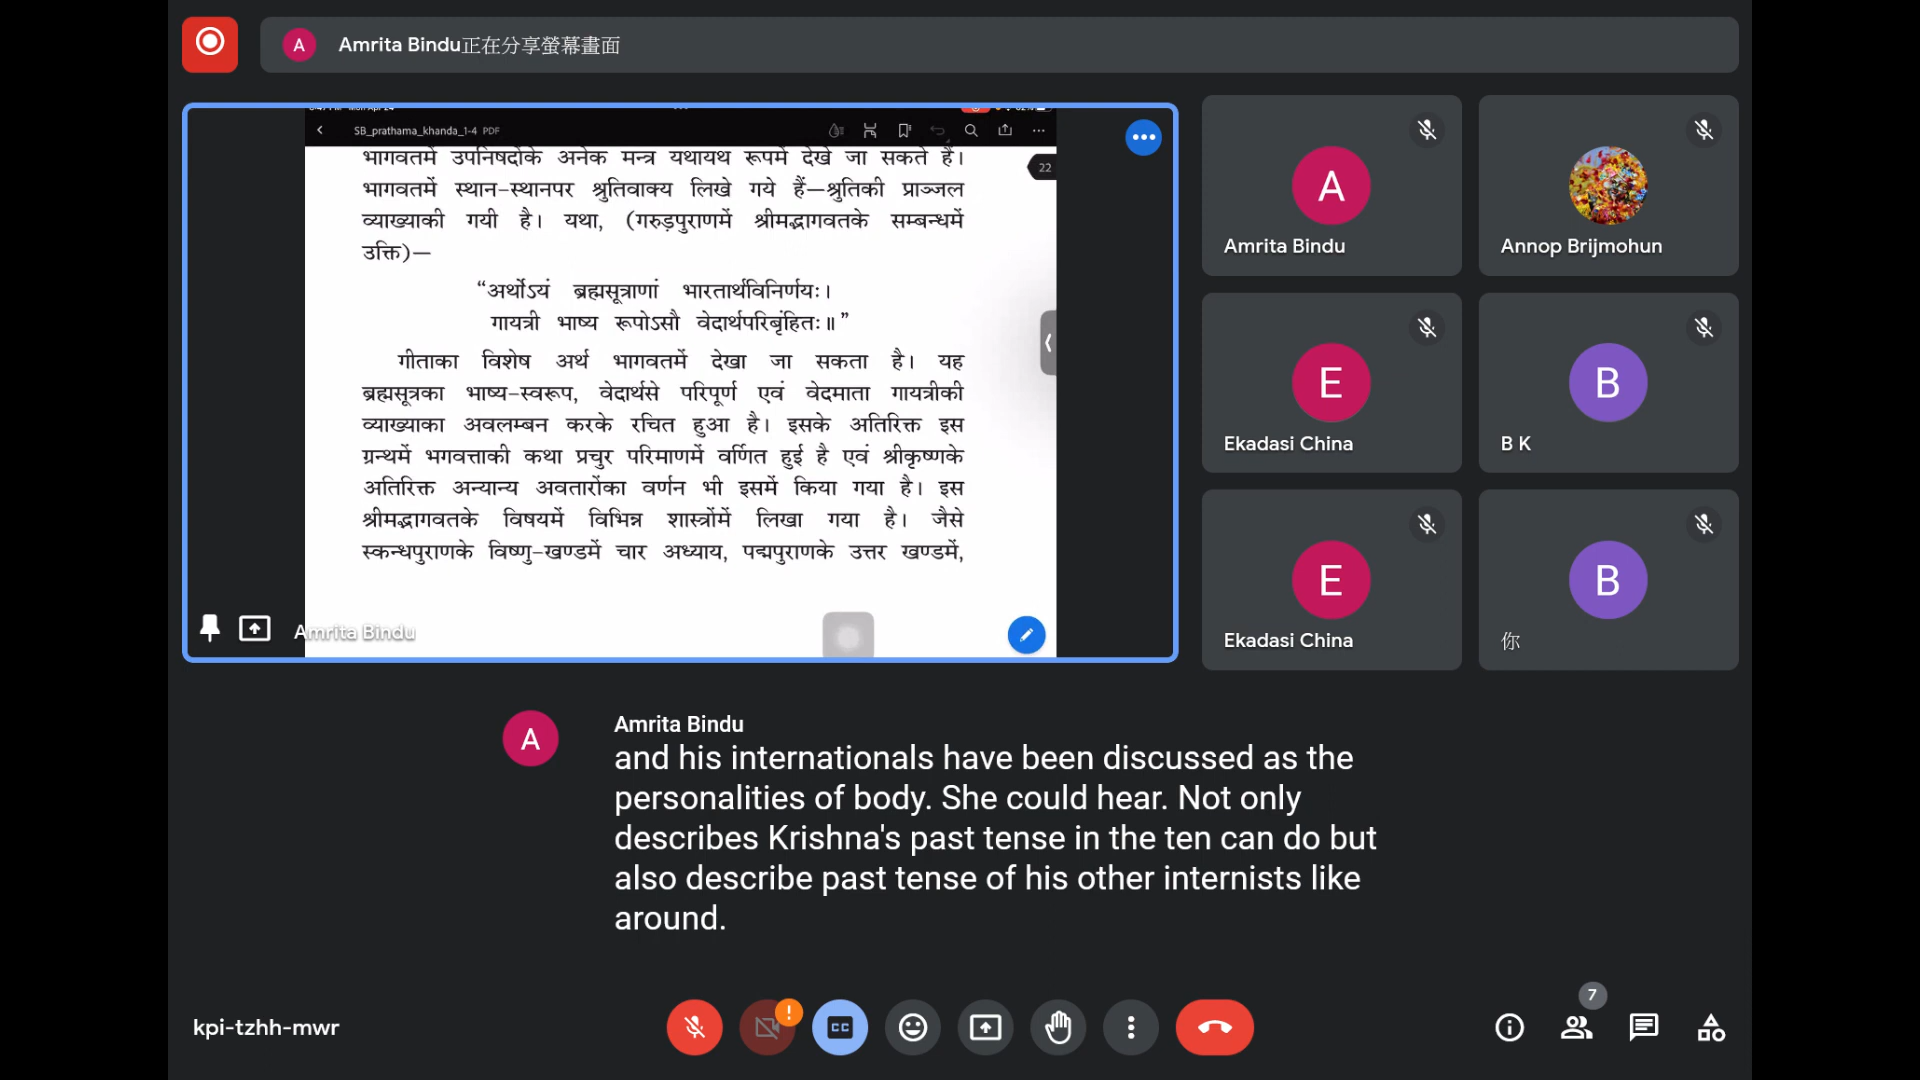 Amrita Bindu正在分享螢幕畫面
SB_prathama_khanda_1-4 PDF
22
भागवतमें उपनिषदोंके अनेक मन्त्र यथायथ रूपमें देखे जा सकते हैं।
भागवतमें स्थान-स्थानपर श्रुतिवाक्य लिखे गये हैं—श्रुतिकी प्राञ्जल
व्याख्याकी गयी है। यथा, (गरुड़पुराणमें श्रीमद्भागवतके सम्बन्धमें
उक्ति)—
“अर्थोऽयं ब्रह्मसूत्राणां भारतार्थविनिर्णयः।
गायत्री भाष्य रूपोऽसौ वेदार्थपरिबृंहितः॥”
गीताका विशेष अर्थ भागवतमें देखा जा सकता है। यह
ब्रह्मसूत्रका भाष्य-स्वरूप, वेदार्थसे परिपूर्ण एवं वेदमाता गायत्रीकी
व्याख्याका अवलम्बन करके रचित हुआ है। इसके अतिरिक्त इस
ग्रन्थमें भगवत्ताकी कथा प्रचुर परिमाणमें वर्णित हुई है एवं श्रीकृष्णके
अतिरिक्त अन्यान्य अवतारोंका वर्णन भी इसमें किया गया है। इस
श्रीमद्भागवतके विषयमें विभिन्न शास्त्रोंमें लिखा गया है। जैसे
स्कन्धपुराणके विष्णु-खण्डमें चार अध्याय, पद्मपुराणके उत्तर खण्डमें,
Amrita Bindu
A
Amrita Bindu
Annop Brijmohun
E
Ekadasi China
B
B K
E
Ekadasi China
B
你
A
Amrita Bindu
and his internationals have been discussed as the
personalities of body. She could hear. Not only
describes Krishna's past tense in the ten can do but
also describe past tense of his other internists like
around.
kpi-tzhh-mwr
CC
7